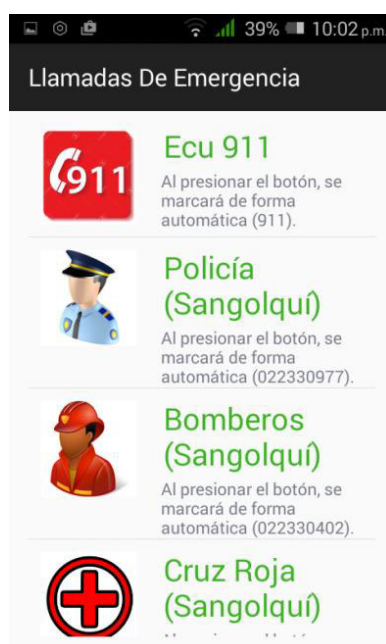 39% 10:02 p.m.
Llamadas De Emergencia
911
Ecu 911
Al presionar el botón, se
marcará de forma
automática (911).
Policía
(Sangolquí)
Al presionar el botón, se
marcará de forma
automática (022330977).
Bomberos
(Sangolquí)
Al presionar el botón, se
marcará de forma
automática (022330402).
Cruz Roja
(Sangolquí)